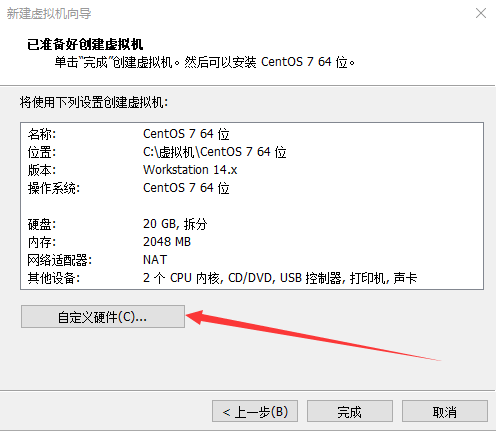 新建虚拟机向导
已准备好创建虚拟机
单击“完成”创建虚拟机。然后可以安装 CentOS 7 64 位。
将使用下列设置创建虚拟机:
名称: CentOS 7 64 位
位置: C:\虚拟机\CentOS 7 64 位
版本: Workstation 14.x
操作系统: CentOS 7 64 位
硬盘: 20 GB, 拆分
内存: 2048 MB
网络适配器: NAT
其他设备: 2 个 CPU 内核, CD/DVD, USB 控制器, 打印机, 声卡
自定义硬件(C)...
< 上一步(B) 完成 取消